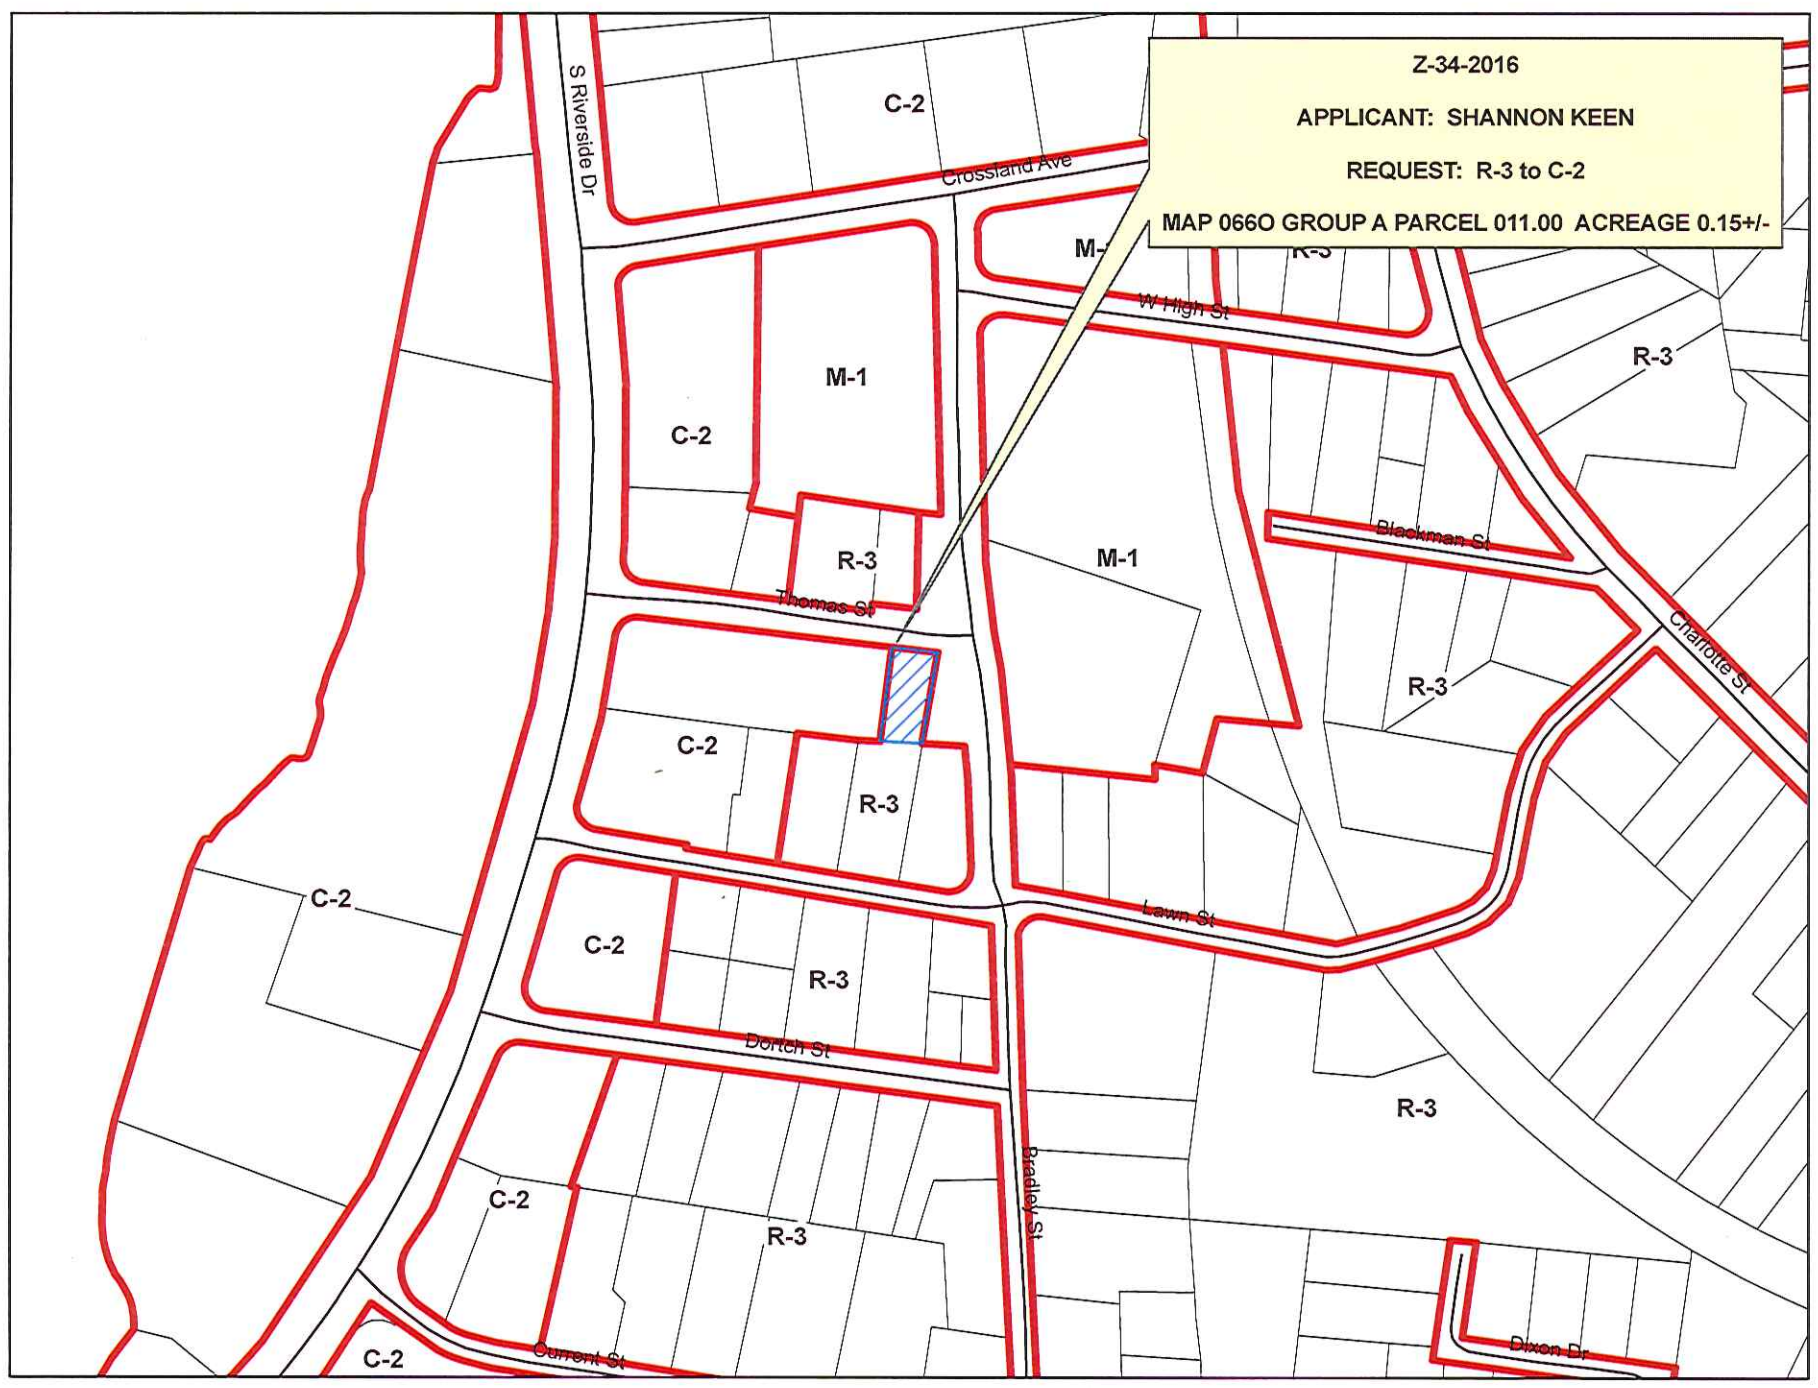 Z-34-2016
APPLICANT: SHANNON KEEN
REQUEST: R-3 to C-2
MAP 066O GROUP A PARCEL 011.00 ACREAGE 0.15+/-
S Riverside Dr
C-2
Crossland Ave
R-3
W High St
R-3
M-1
C-2
Blackman St
R-3
M-1
Thomas St
Charlotte St
R-3
C-2
R-3
C-2
Lawn St
C-2
R-3
Dortch St
R-3
Bradley St
C-2
R-3
Dixon Dr
Current St
C-2